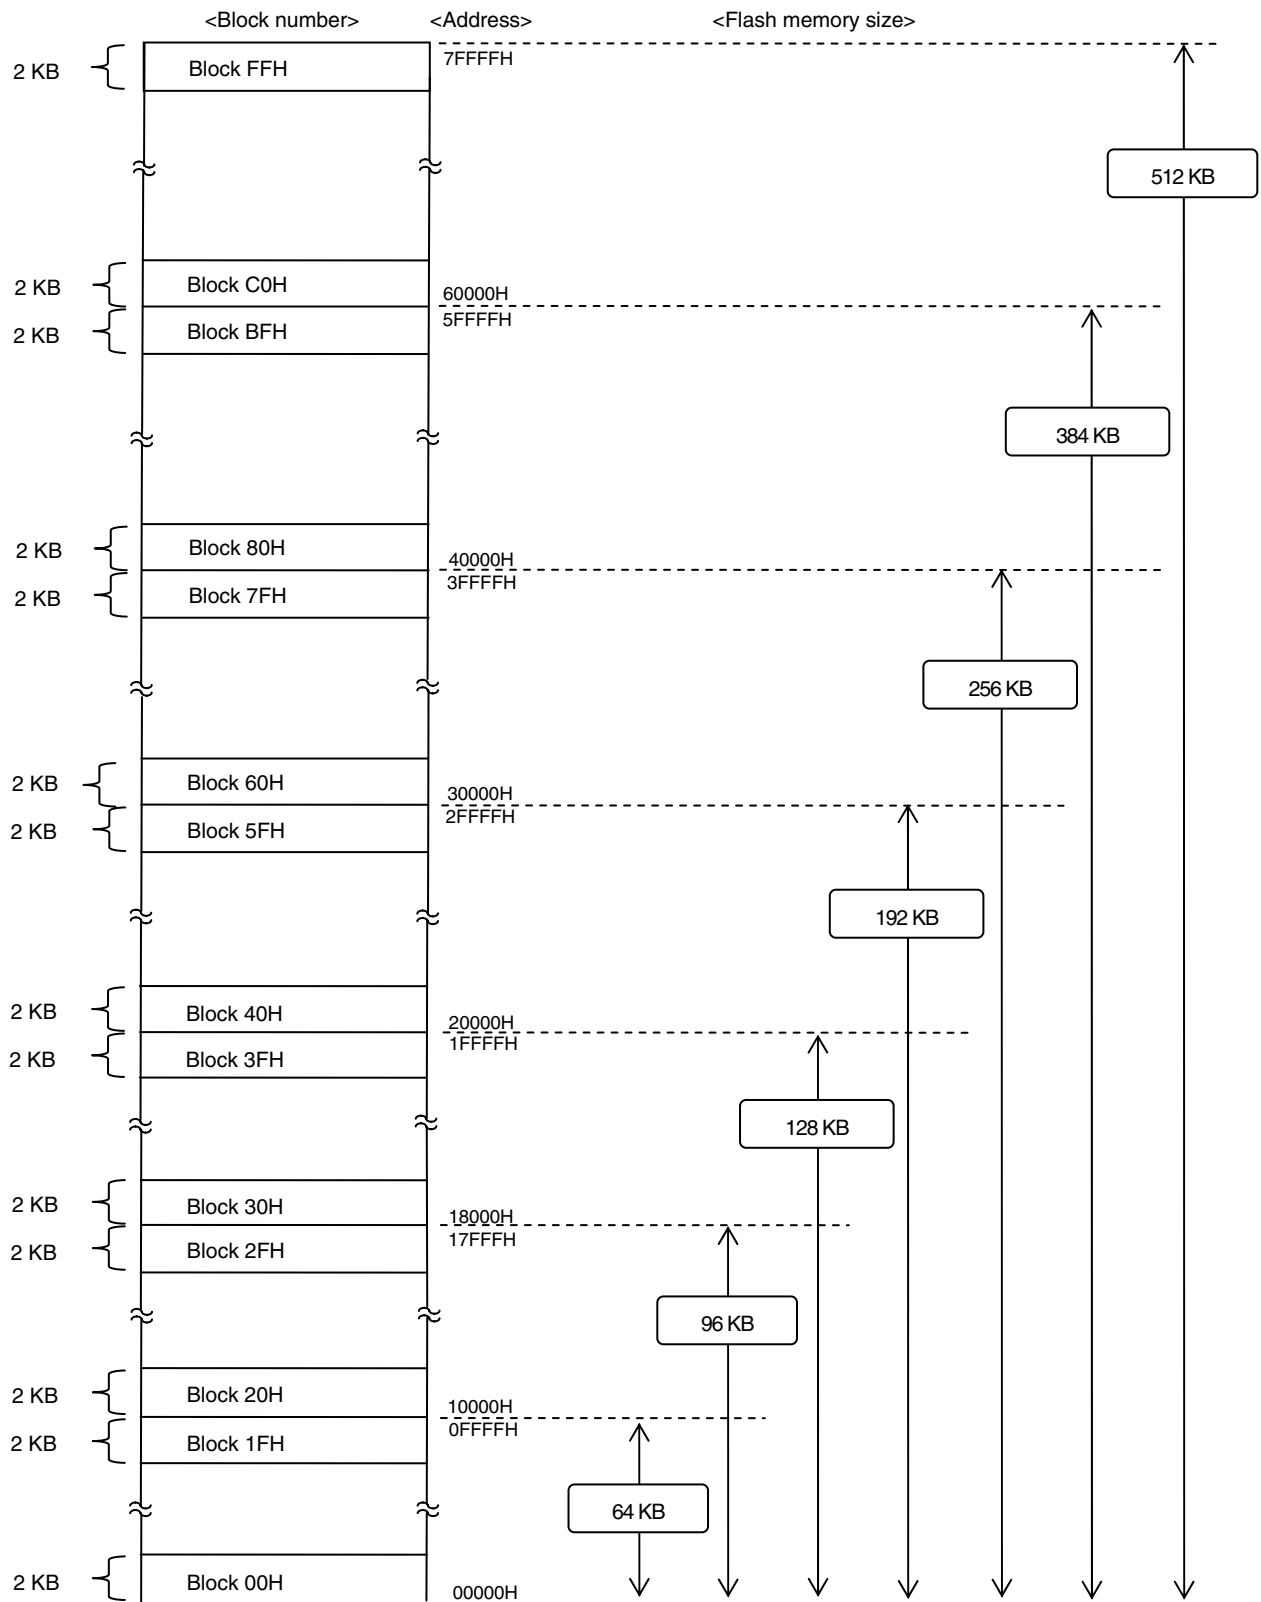 <Block number> <Address> <Flash memory size>
7FFFFH
2 KB Block FFH
512 KB
2 KB Block C0H 60000H
5FFFFH
2 KB Block BFH
384 KB
2 KB Block 80H 40000H
3FFFFH
2 KB Block 7FH
256 KB
2 KB Block 60H 30000H
2FFFFH
2 KB Block 5FH
192 KB
2 KB Block 40H 20000H
1FFFFH
2 KB Block 3FH
128 KB
2 KB Block 30H 18000H
17FFFH
2 KB Block 2FH
96 KB
2 KB Block 20H 10000H
0FFFFH
2 KB Block 1FH
64 KB
2 KB Block 00H 00000H